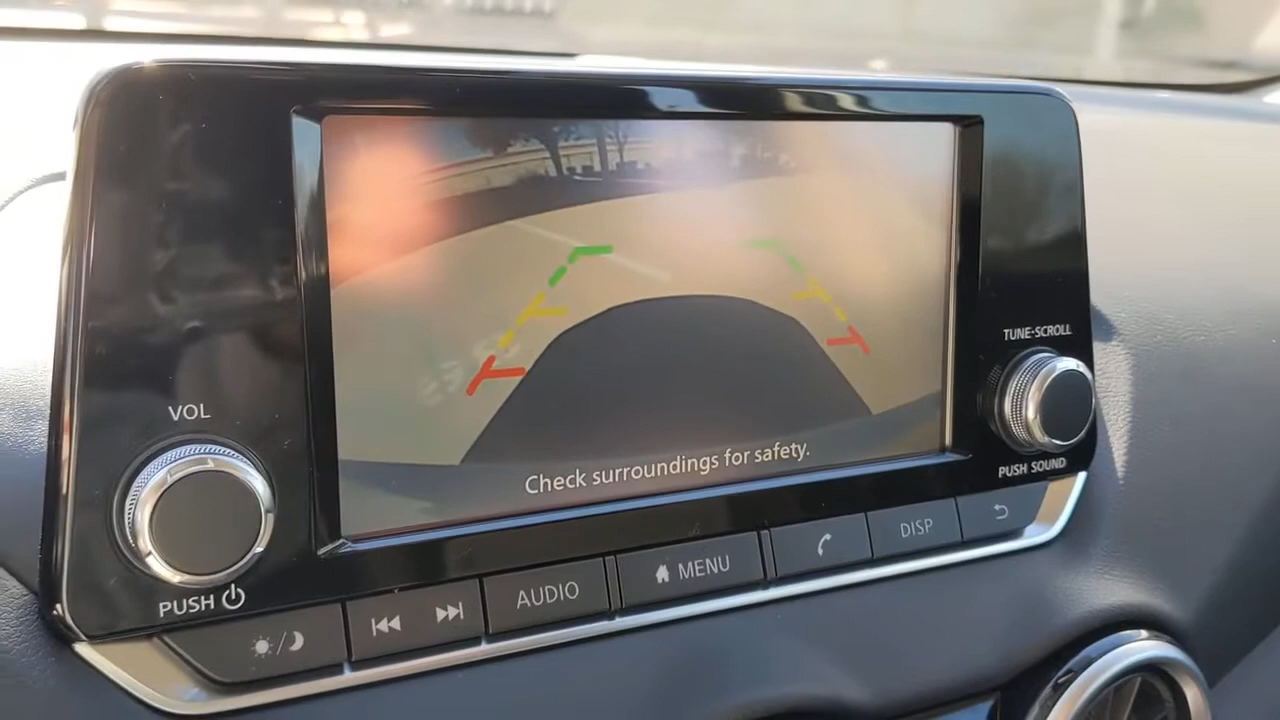 Check surroundings for safety.
VOL
PUSH
TUNE·SCROLL
PUSH SOUND
AUDIO
MENU
DISP